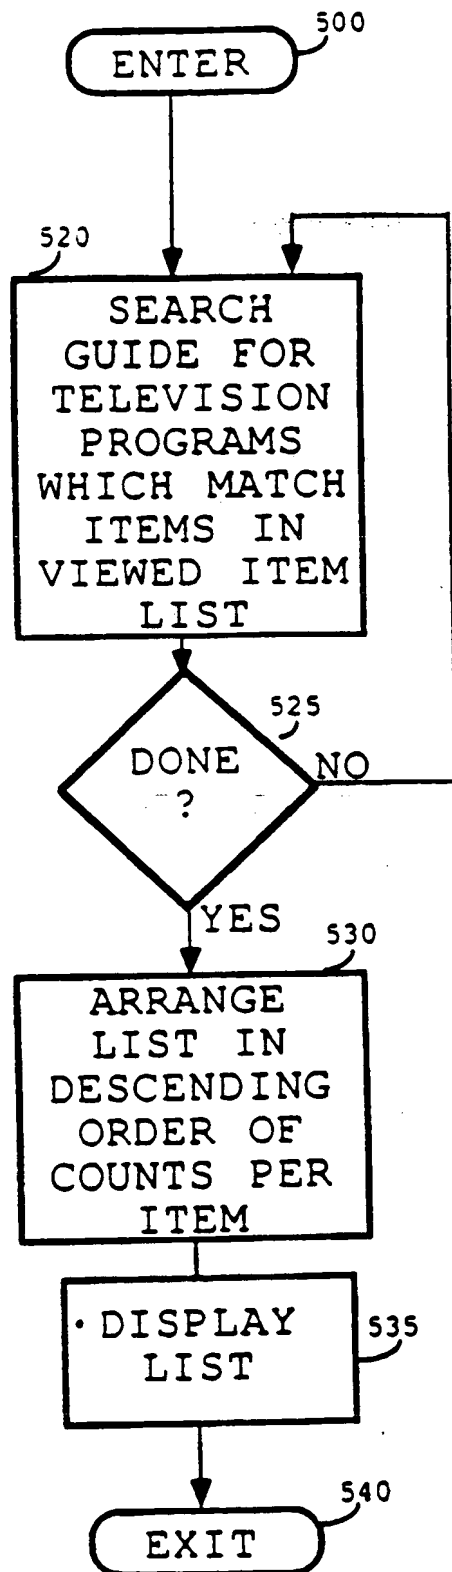 500
ENTER
520
SEARCH
GUIDE FOR
TELEVISION
PROGRAMS
WHICH MATCH
ITEMS IN
VIEWED ITEM
LIST
525
DONE
?
NO
YES
530
ARRANGE
LIST IN
DESCENDING
ORDER OF
COUNTS PER
ITEM
DISPLAY
LIST
535
540
EXIT